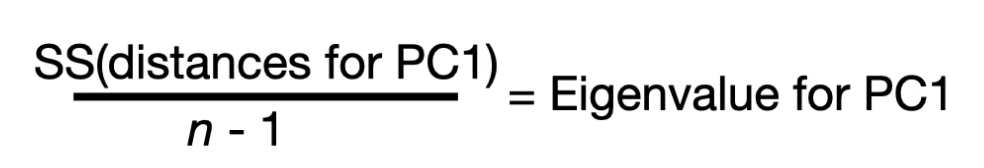 SS(distances for PC1)
n - 1
= Eigenvalue for PC1